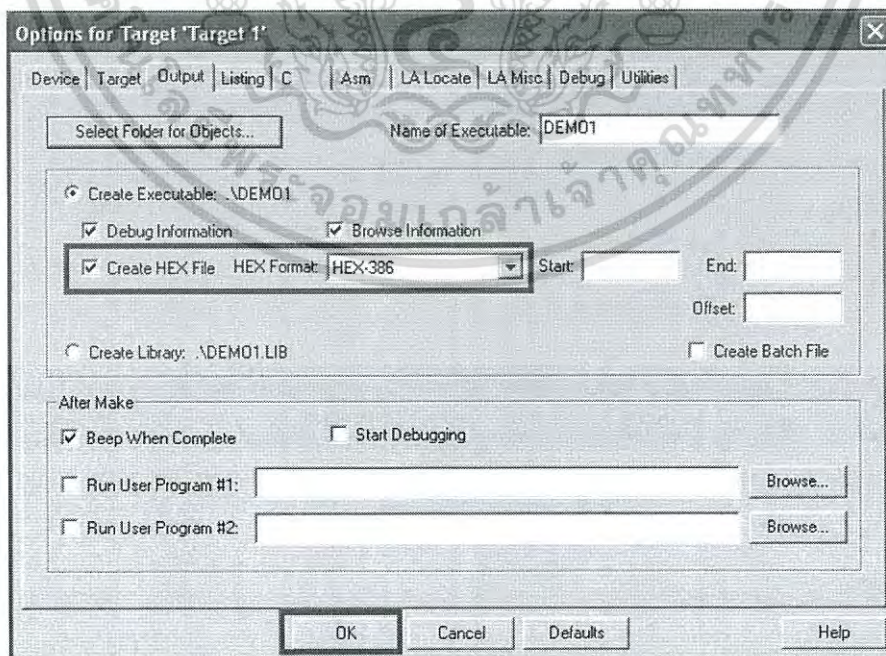 Options for Target 'Target 1'
Device Target Output Listing C Asm LA Locate LA Misc Debug Utilities
Select Folder for Objects... Name of Executable: DEMO1
Create Executable: .\DEMO1
Debug Information Browse Information
Create HEX File HEX Format: HEX-386 Start: End:
Offset:
Create Library: .\DEMO1.LIB Create Batch File
After Make
Beep When Complete Start Debugging
Run User Program #1: Browse...
Run User Program #2: Browse...
OK Cancel Defaults Help